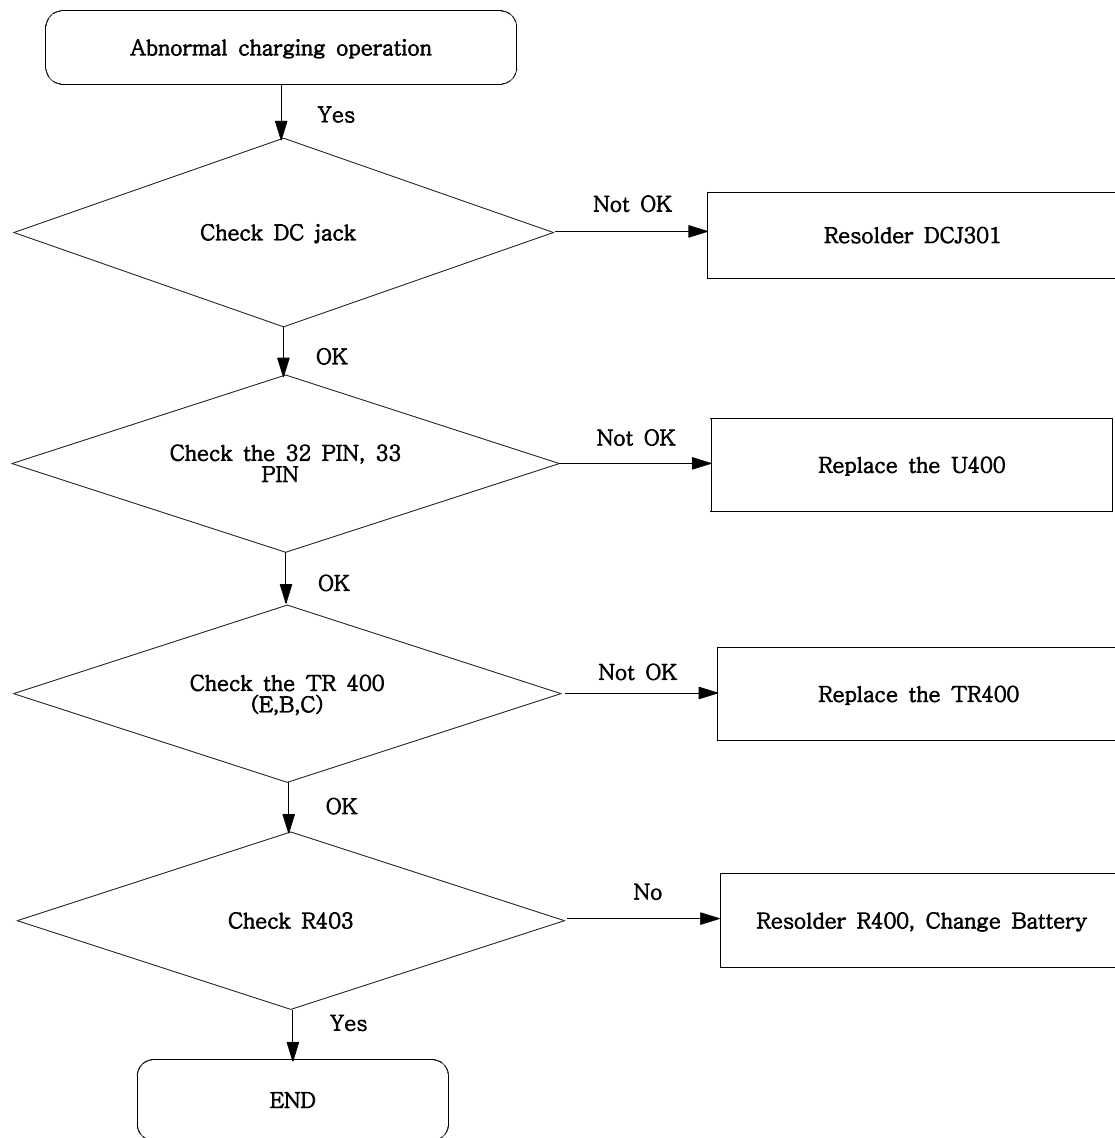 Abnormal charging operation
Yes
Check DC jack
Not OK
Resolder DCJ301
OK
Check the 32 PIN, 33
PIN
Not OK
Replace the U400
OK
Check the TR 400
(E,B,C)
Not OK
Replace the TR400
OK
Check R403
No
Resolder R400, Change Battery
Yes
END